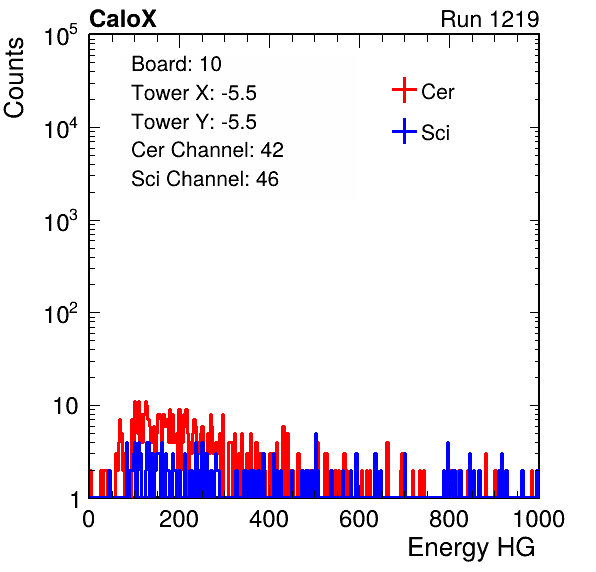 CaloX Run 1219
Counts
10^5
10^4
10^3
10^2
10
1
Board: 10
Tower X: -5.5
Tower Y: -5.5
Cer Channel: 42
Sci Channel: 46
Cer
Sci
0 200 400 600 800 1000
Energy HG